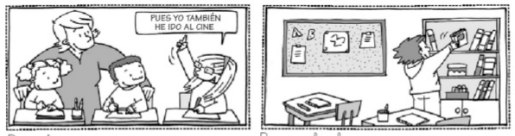 PUES YO TAMBIÉN
HE IDO AL CINE